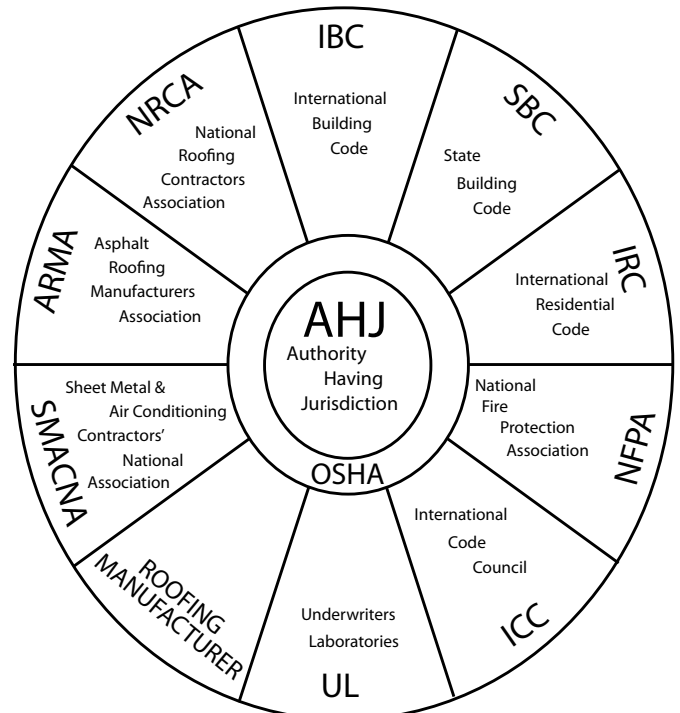 IBC
International
Building
Code
SBC
State
Building
Code
IRC
International
Residential
Code
NFPA
National
Fire
Protection
Association
ICC
International
Code
Council
UL
Underwriters
Laboratories
ROOFING
MANUFACTURER
SMACNA
Sheet Metal &
Air Conditioning
Contractors’
National
Association
ARMA
Asphalt
Roofing
Manufacturers
Association
NRCA
National
Roofing
Contractors
Association
AHJ
Authority
Having
Jurisdiction
OSHA